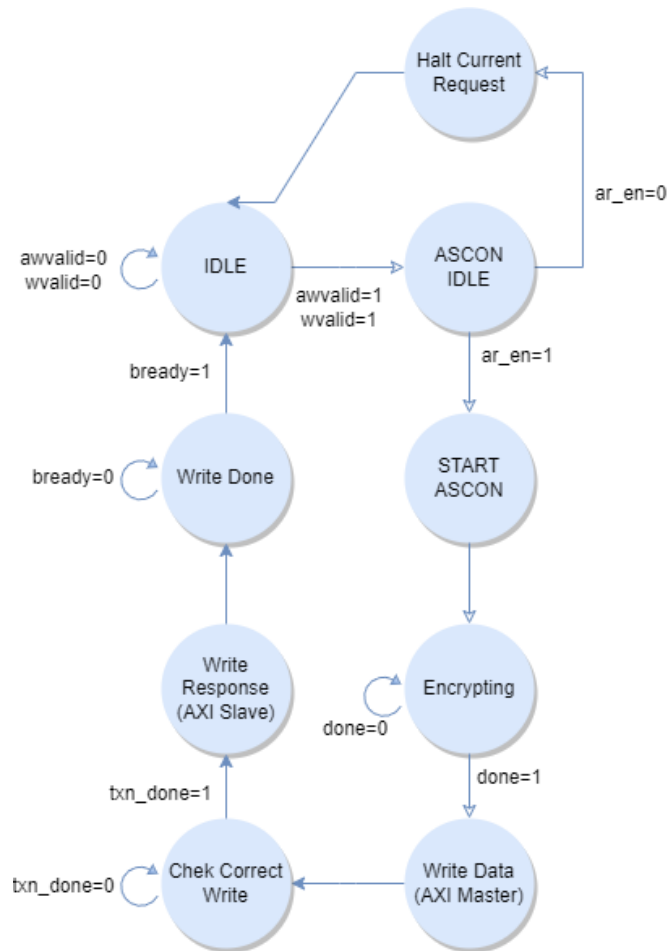 Halt Current
Request
ar_en=0
awvalid=0
wvalid=0
IDLE
awvalid=1
wvalid=1
ASCON
IDLE
bready=1
ar_en=1
bready=0
Write Done
START
ASCON
Write
Response
(AXI Slave)
Encrypting
done=0
txn_done=1
done=1
txn_done=0
Chek Correct
Write
Write Data
(AXI Master)